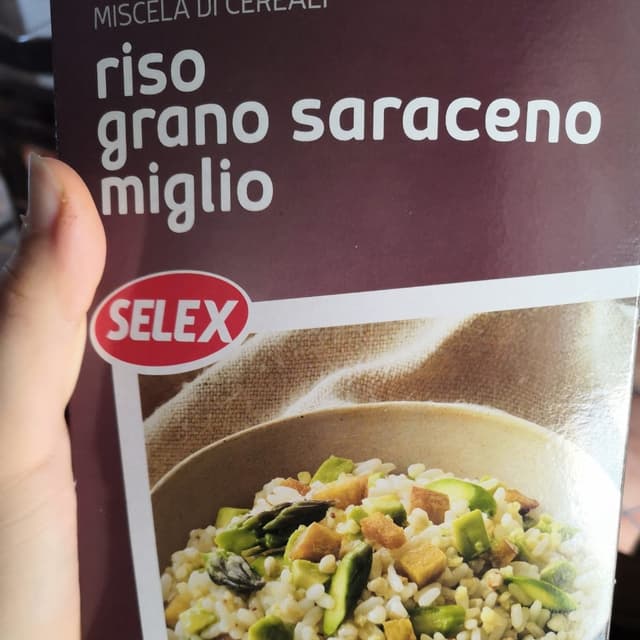 MISCELA DI CEREALI
riso
grano saraceno
miglio
SELEX